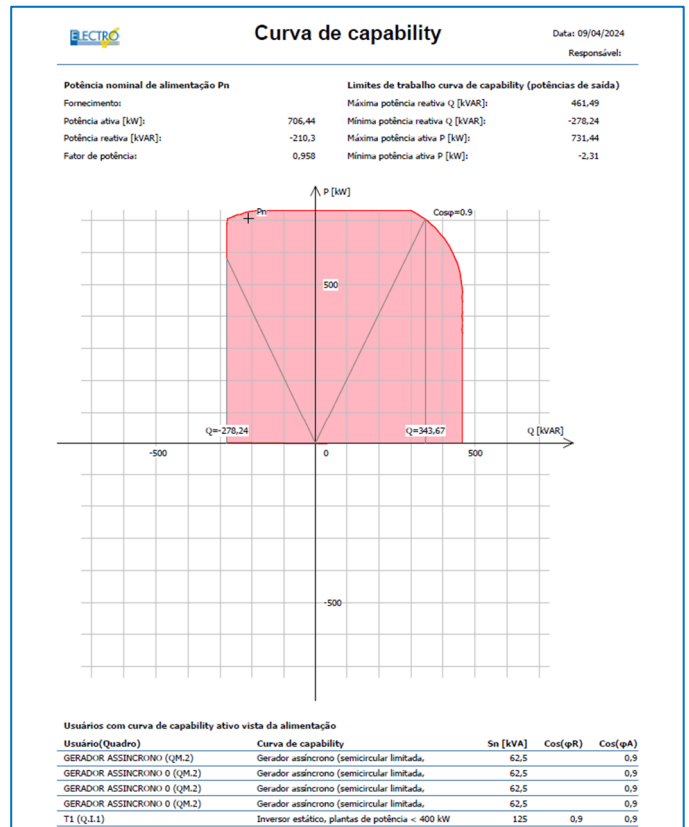 ELECTRO
Curva de capability
Data: 09/04/2024
Responsável:
Potência nominal de alimentação Pn
Limites de trabalho curva de capability (potências de saída)
Fornecimento:
Máxima potência reativa Q [kVAR]: 461,49
Potência ativa [kW]: 706,44
Mínima potência reativa Q [kVAR]: -278,24
Potência reativa [kVAR]: -210,3
Máxima potência ativa P [kW]: 731,44
Fator de potência: 0,958
Mínima potência ativa P [kW]: -2,31
P [kW]
Pn
Cosφ=0.9
500
Q=-278,24
Q=343,67
Q [kVAR]
-500
0
500
-500
Usuários com curva de capability ativo vista da alimentação
Usuário(Quadro) Curva de capability Sn [kVA] Cos(φR) Cos(φA)
GERADOR ASSINCRONO (QM.2) Gerador assíncrono (semicircular limitada, 62,5 0,9
GERADOR ASSINCRONO 0 (QM.2) Gerador assíncrono (semicircular limitada, 62,5 0,9
GERADOR ASSINCRONO 0 (QM.2) Gerador assíncrono (semicircular limitada, 62,5 0,9
GERADOR ASSINCRONO 0 (QM.2) Gerador assíncrono (semicircular limitada, 62,5 0,9
T1 (Q.I.1) Inversor estático, plantas de potência < 400 kW 125 0,9 0,9